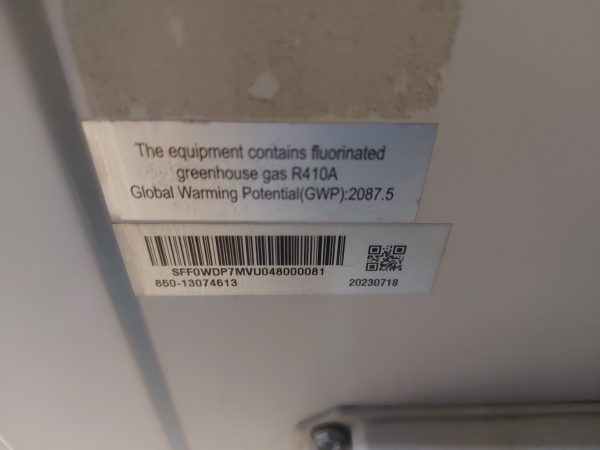 The equipment contains fluorinated
greenhouse gas R410A
Global Warming Potential(GWP):2087.5
SFF0WDP7MVU048000081
860-13074613 20230718